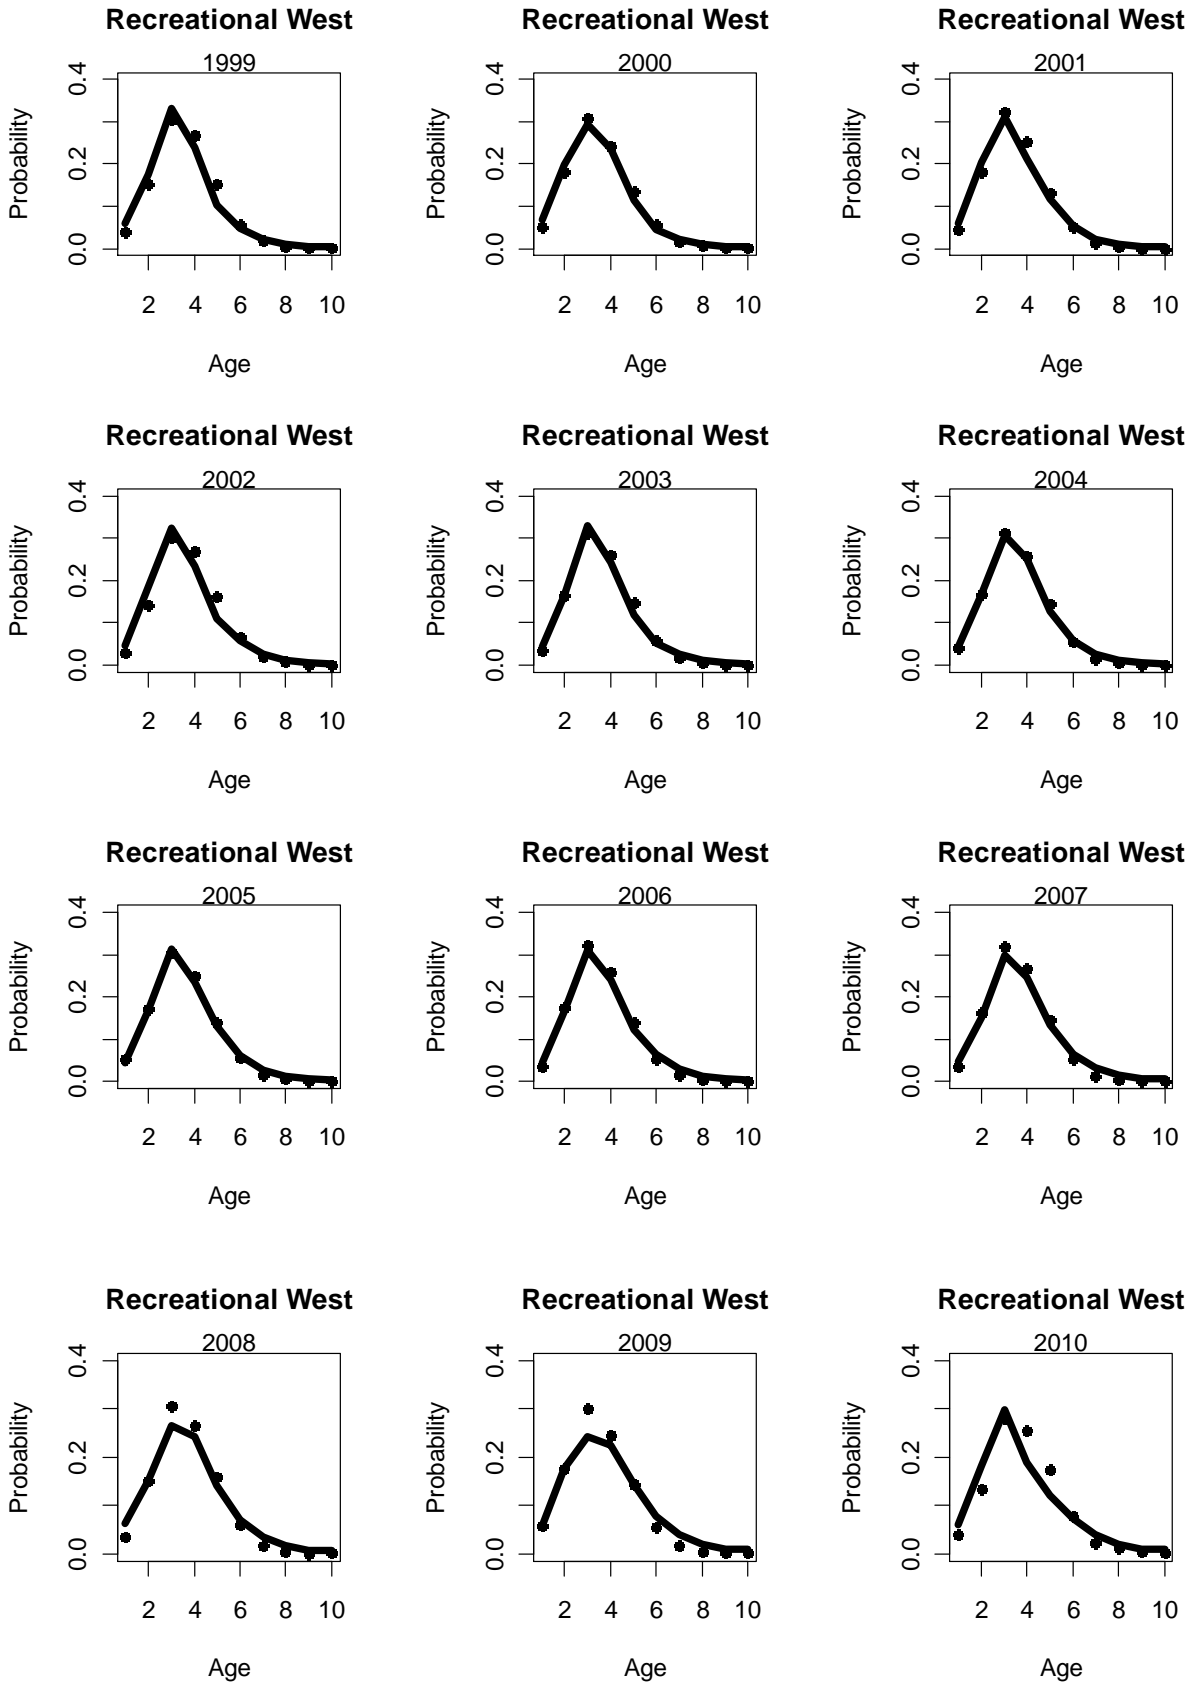 Recreational West Recreational West Recreational West
1999 2000 2001
Probability Probability Probability
0.0 0.2 0.4 0.0 0.2 0.4 0.0 0.2 0.4
2 4 6 8 10 2 4 6 8 10 2 4 6 8 10
Age Age Age
Recreational West Recreational West Recreational West
2002 2003 2004
Probability Probability Probability
0.0 0.2 0.4 0.0 0.2 0.4 0.0 0.2 0.4
2 4 6 8 10 2 4 6 8 10 2 4 6 8 10
Age Age Age
Recreational West Recreational West Recreational West
2005 2006 2007
Probability Probability Probability
0.0 0.2 0.4 0.0 0.2 0.4 0.0 0.2 0.4
2 4 6 8 10 2 4 6 8 10 2 4 6 8 10
Age Age Age
Recreational West Recreational West Recreational West
2008 2009 2010
Probability Probability Probability
0.0 0.2 0.4 0.0 0.2 0.4 0.0 0.2 0.4
2 4 6 8 10 2 4 6 8 10 2 4 6 8 10
Age Age Age